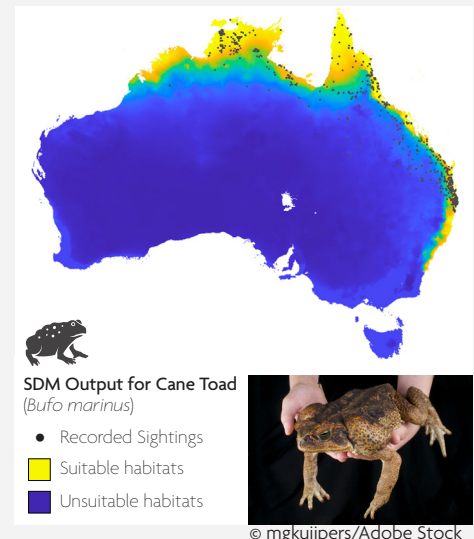 SDM Output for Cane Toad
(Bufo marinus)
Recorded Sightings
Suitable habitats
Unsuitable habitats
© mgkuijpers/Adobe Stock